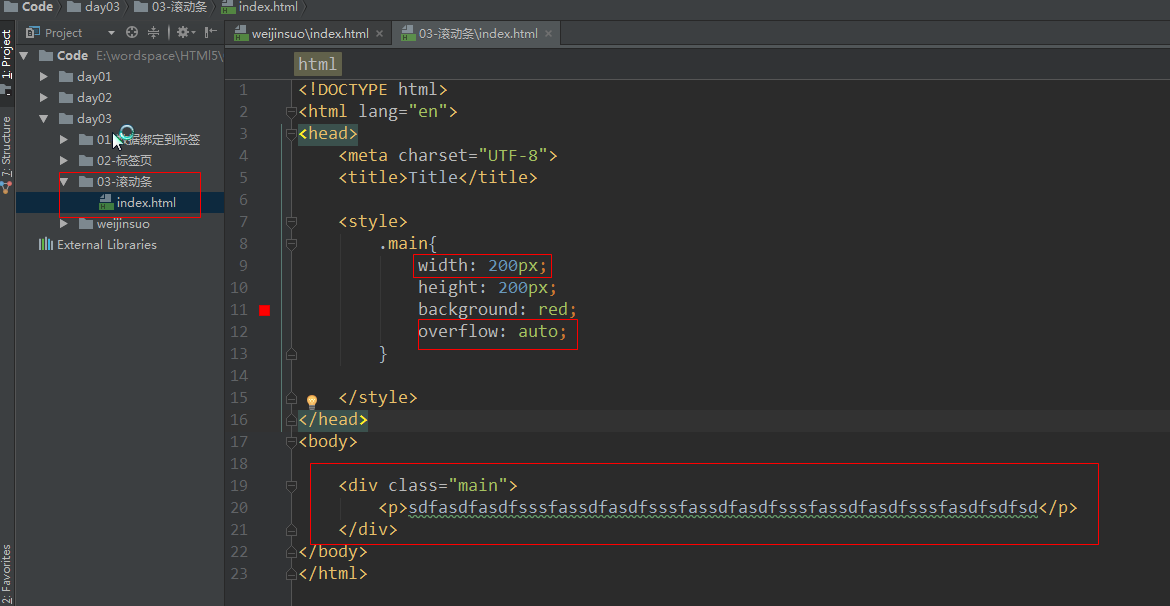 Code day03 03-滚动条 index.html
Project
weijinsuo\index.html
03-滚动条\index.html
1: Project
7: Structure
2: Favorites
Code E:\wordspace\HTMl5\
day01
day02
day03
01 据绑定到标签
02-标签页
03-滚动条
index.html
weijinsuo
External Libraries
html
1 <!DOCTYPE html>
2 <html lang="en">
3 <head>
4 <meta charset="UTF-8">
5 <title>Title</title>
6
7 <style>
8 .main{
9 width: 200px;
10 height: 200px;
11 background: red;
12 overflow: auto;
13 }
14
15 </style>
16 </head>
17 <body>
18
19 <div class="main">
20 <p>sdfasdfasdfsssfassdfasdfsssfassdfasdfsssfassdfasdfsssfasdfsdfsd</p>
21 </div>
22 </body>
23 </html>